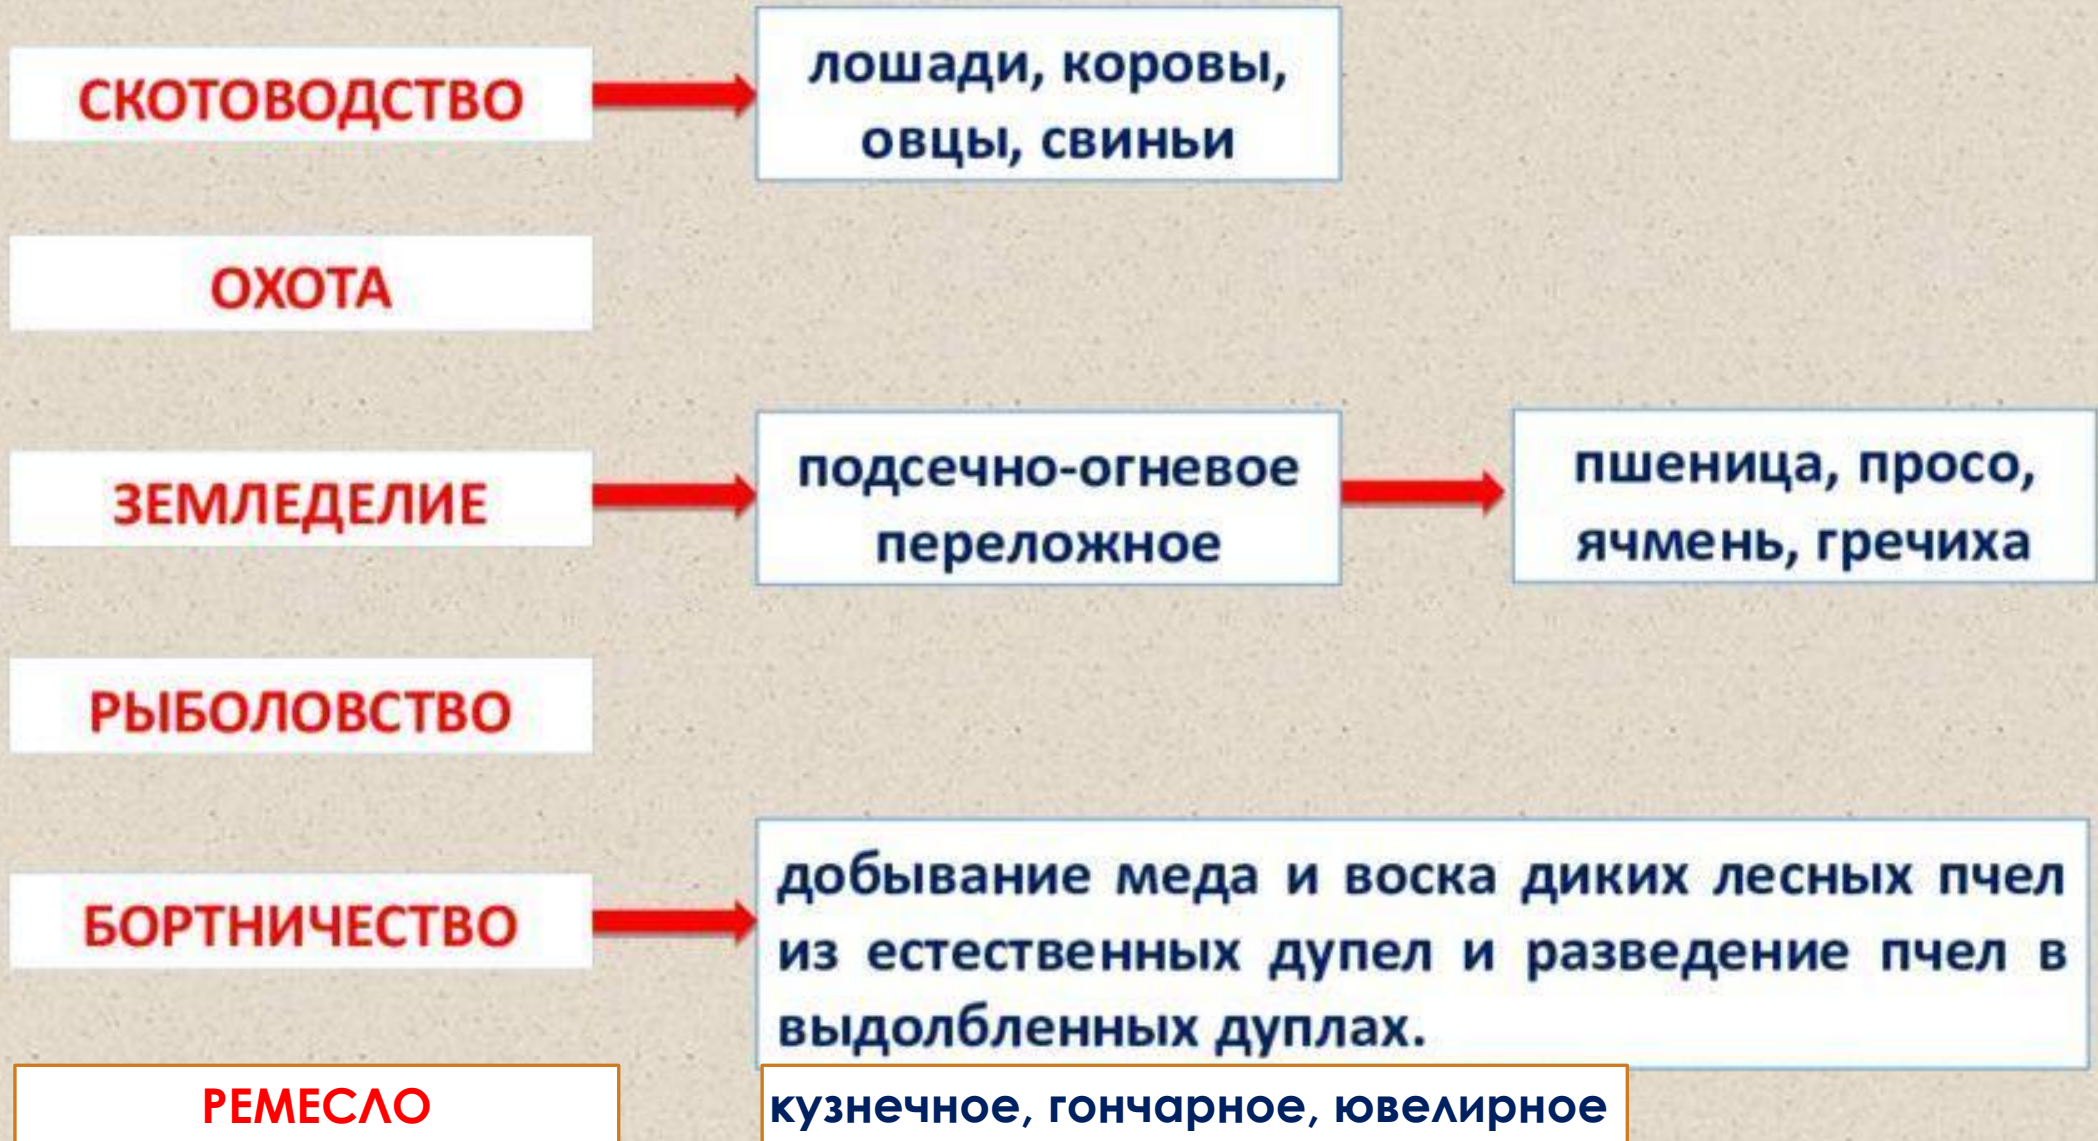 СКОТОВОДСТВО
лошади, коровы,
овцы, свиньи
ОХОТА
ЗЕМЛЕДЕЛИЕ
подсечно-огневое
переложное
пшеница, просо,
ячмень, гречиха
РЫБОЛОВСТВО
БОРТНИЧЕСТВО
добывание меда и воска диких лесных пчел
из естественных дупел и разведение пчел в
выдолбленных дуплах.
РЕМЕСЛО
кузнечное, гончарное, ювелирное